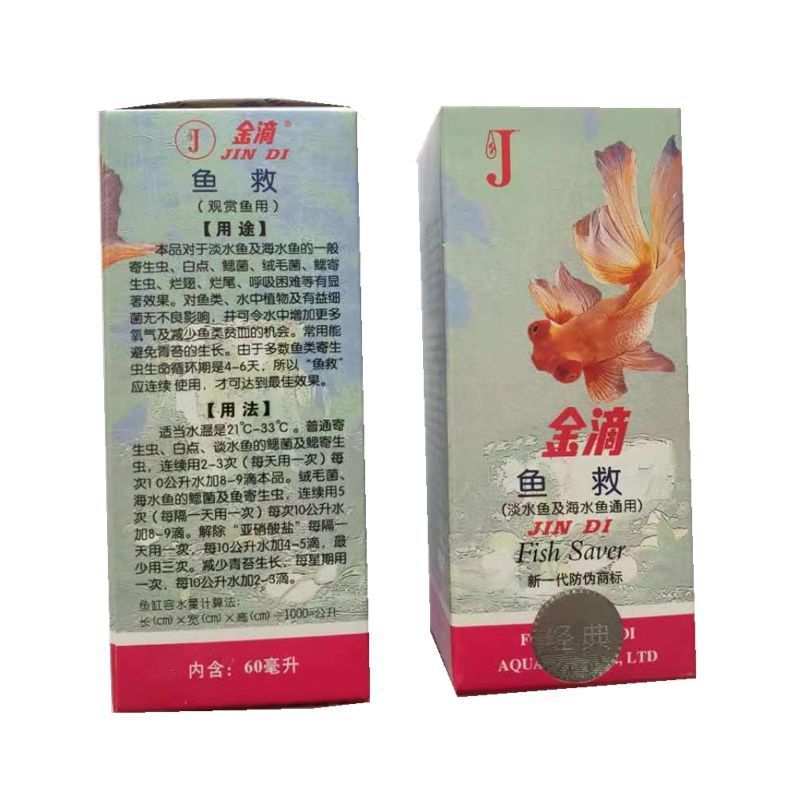 J
金滴®
JIN DI
鱼 救
（观赏鱼用）
【用途】
本品对于淡水鱼及海水鱼的一般
寄生虫、白点、鳃菌、绒毛菌、鳃寄
生虫、烂翅、烂尾、呼吸困难等有显
著效果。对鱼类、水中植物及有益细
菌无不良影响，并可令水中增加更多
氧气及减少鱼类贫血的机会。常用能
避免青苔的生长。由于多数鱼类寄生
虫生命循环期是4-6天，所以“鱼救”
应连续 使用，才可达到最佳效果。
【用法】
适当水温是21℃-33℃。普通寄
生虫、白点、谈水鱼的鳃菌及鳃寄生
虫，连续用2-3次（每天用一次）每
次10公升水加8-9滴本品。绒毛菌、
海水鱼的鳃菌及鱼寄生虫，连续用5
次（每隔一天用一次）每次10公升水
加8-9滴。解除“亚硝酸盐”每隔一
天用一次，每10公升水加4-5滴，最
少用三次。减少青苔生长，每星期用
一次，每10公升水加2-3滴。
鱼缸容水量计算法：
长(cm)×宽(cm)×高(cm)÷1000=公升
内含：60毫升
J
金滴
鱼 救
(淡水鱼及海水鱼通用)
JIN DI
Fish Saver
新一代防伪商标
经典
DI
AQUA
, LTD